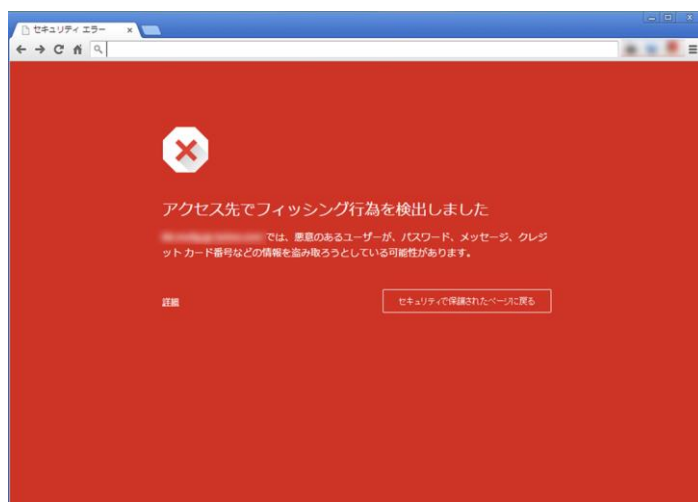 セキュリティ エラー
アクセス先でフィッシング行為を検出しました
では、悪意のあるユーザーが、パスワード、メッセージ、クレジ
ット カード番号などの情報を盗み取ろうとしている可能性があります。
詳細
セキュリティで保護されたページに戻る